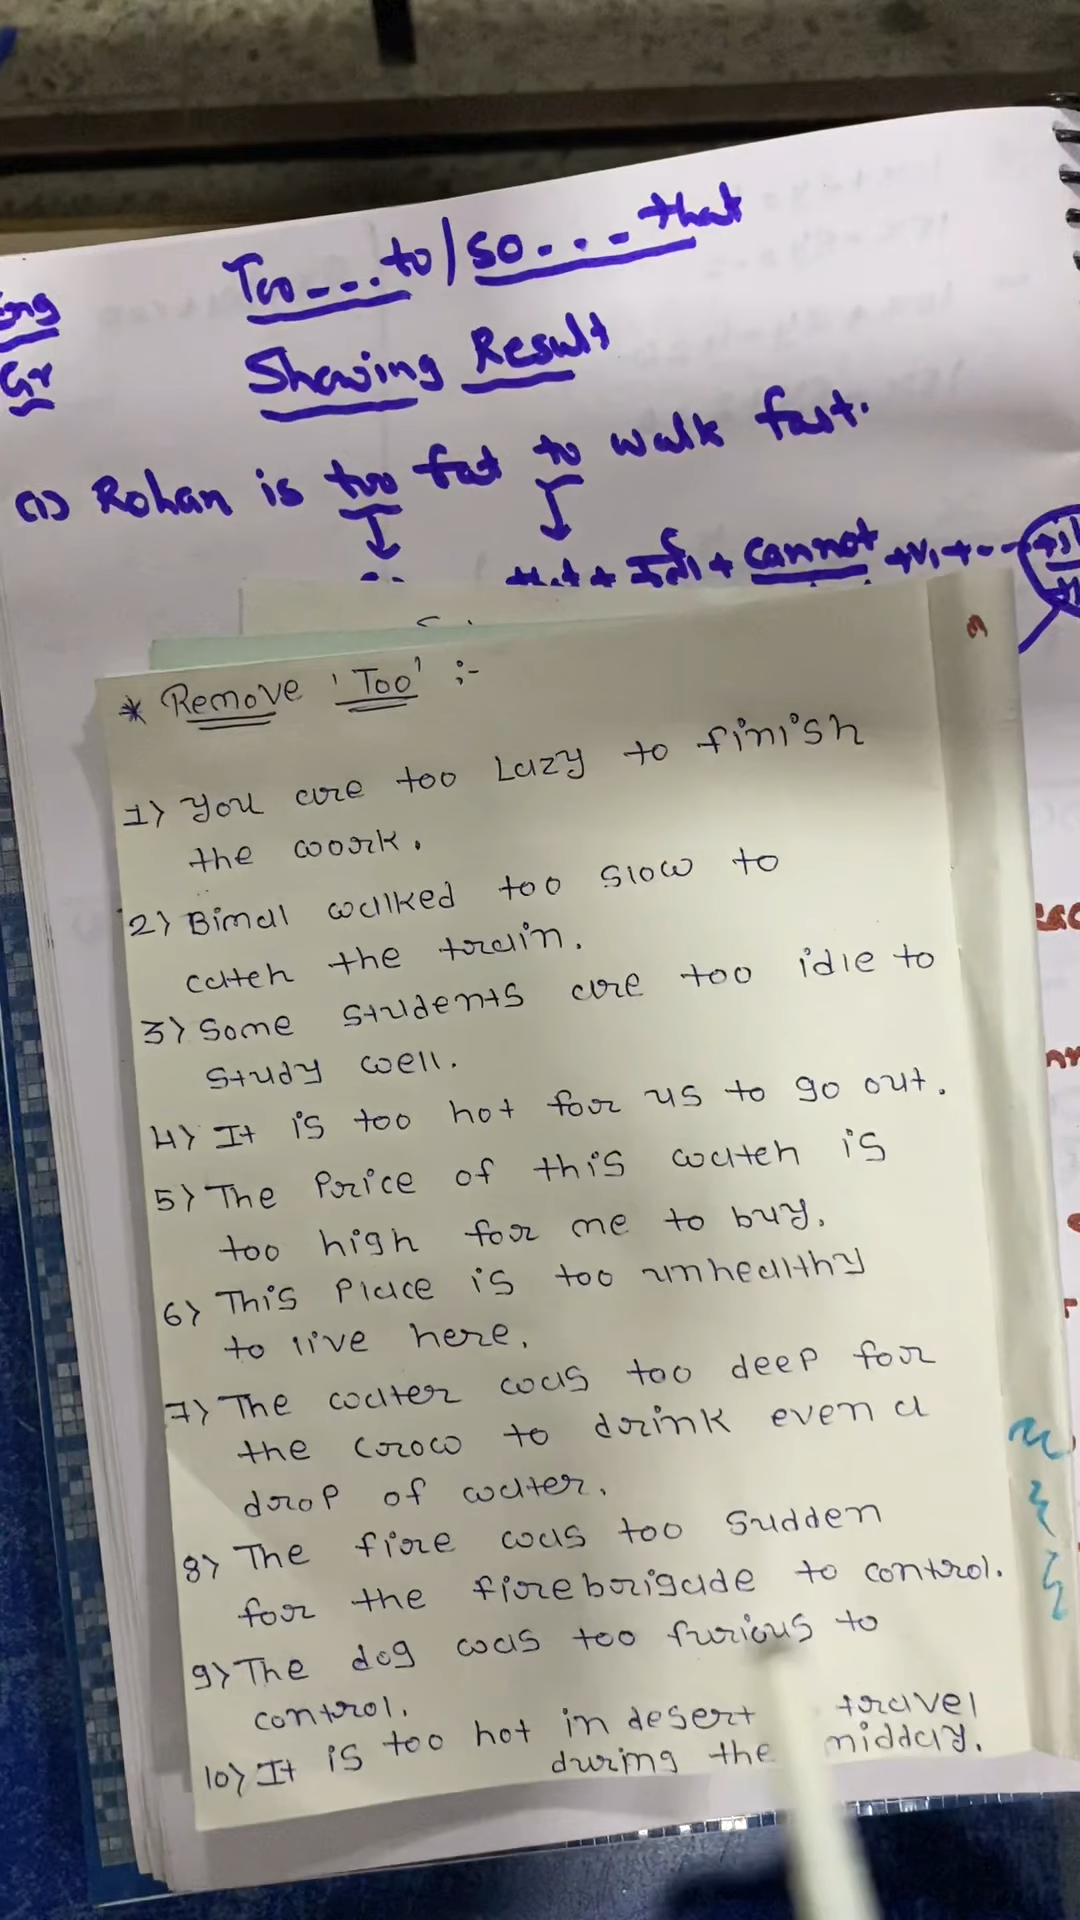 Too---to/so---that
Eng
Gr
Showing Result
(1) Rohan is too fat to walk fast.
that + + cannot + V1 + --- +
* Remove 'Too' :-
1) You are too Lazy to finish
the work.
2) Bimal walked too slow to
catch the train.
3) Some students are too idle to
study well.
4) It is too hot for us to go out.
5) The Price of this watch is
too high for me to buy.
6) This Place is too unhealthy
to live here.
7) The water was too deep for
the crow to drink even a
drop of water.
8) The fire was too sudden
for the firebrigade to control.
9) The dog was too furious to
control.
10) It is too hot in desert travel
during the midday.